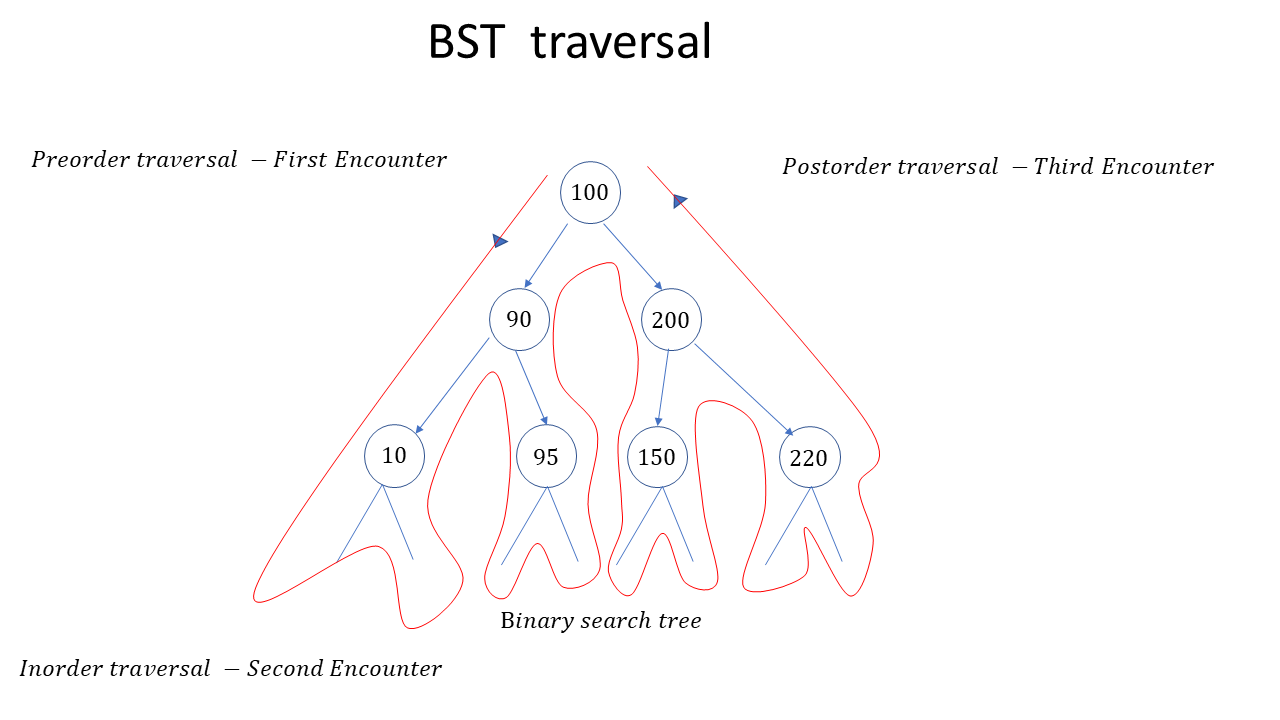 BST traversal
Preorder traversal − First Encounter
Postorder traversal − Third Encounter
100
90
200
10
95
150
220
Binary search tree
Inorder traversal − Second Encounter